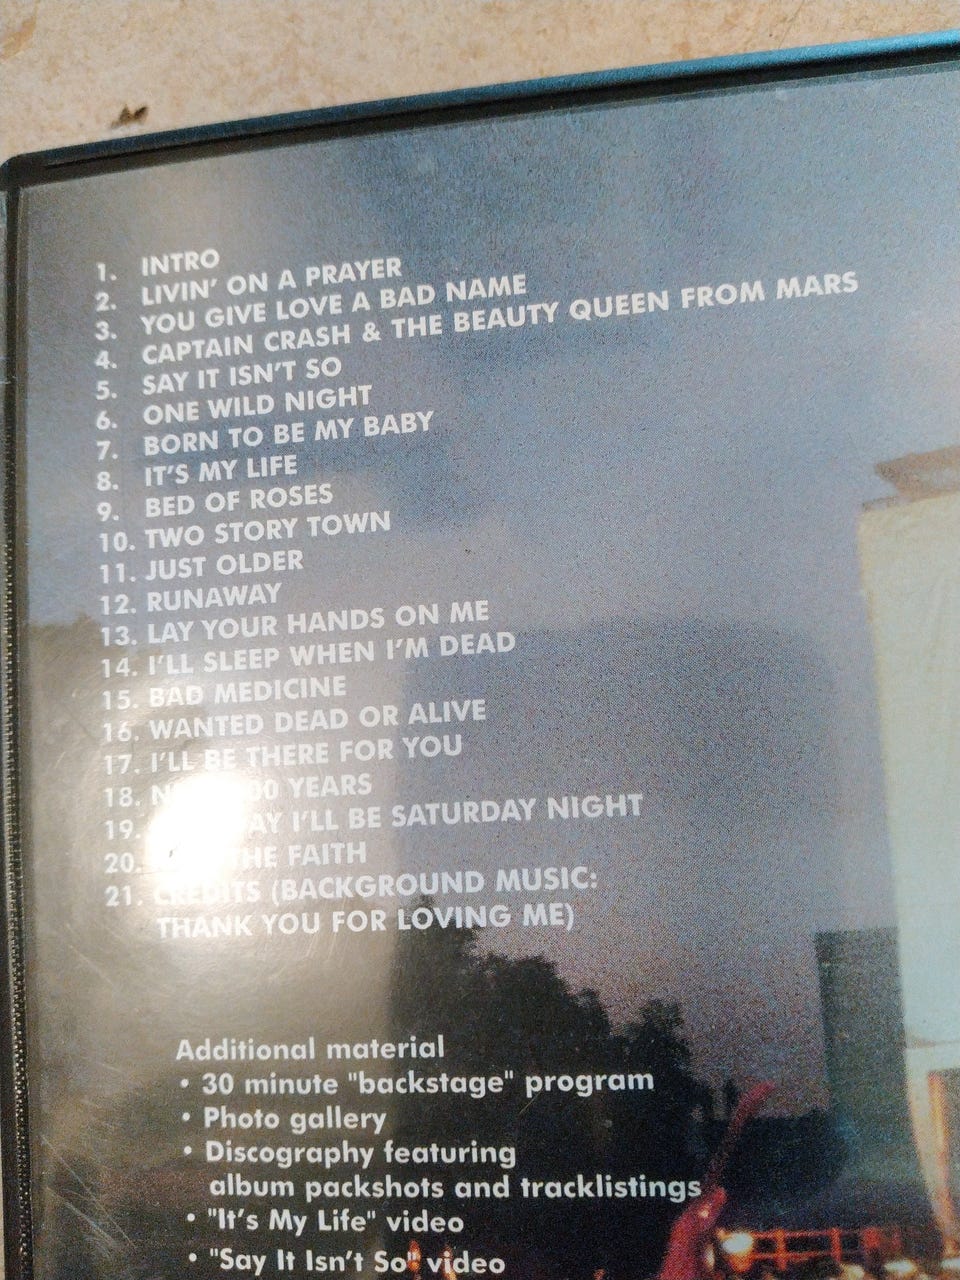 1. INTRO
2. LIVIN' ON A PRAYER
3. YOU GIVE LOVE A BAD NAME
4. CAPTAIN CRASH & THE BEAUTY QUEEN FROM MARS
5. SAY IT ISN'T SO
6. ONE WILD NIGHT
7. BORN TO BE MY BABY
8. IT'S MY LIFE
9. BED OF ROSES
10. TWO STORY TOWN
11. JUST OLDER
12. RUNAWAY
13. LAY YOUR HANDS ON ME
14. I'LL SLEEP WHEN I'M DEAD
15. BAD MEDICINE
16. WANTED DEAD OR ALIVE
17. I'LL BE THERE FOR YOU
18. YEARS
19. I'LL BE SATURDAY NIGHT
20. THE FAITH
21. CREDITS (BACKGROUND MUSIC:
THANK YOU FOR LOVING ME)
Additional material
• 30 minute "backstage" program
• Photo gallery
• Discography featuring
album packshots and tracklistings
• "It's My Life" video
• "Say It Isn't So" video